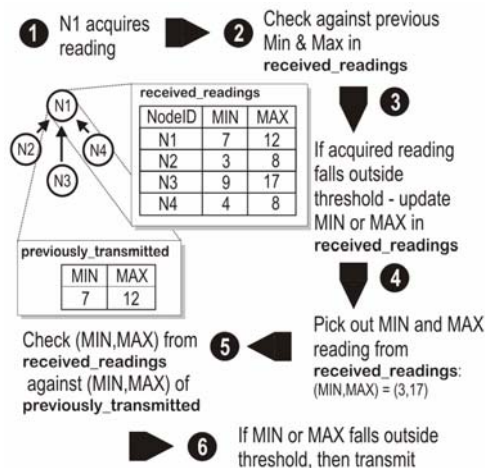 1 N1 acquires
reading
2 Check against previous
Min & Max in
received_readings
3
If acquired reading
falls outside
threshold - update
MIN or MAX in
received_readings
N1
N2
N4
N3
received_readings
NodeID MIN MAX
N1 7 12
N2 3 8
N3 9 17
N4 4 8
previously_transmitted
MIN MAX
7 12
4
Pick out MIN and MAX
reading from
received_readings:
(MIN,MAX) = (3,17)
Check (MIN,MAX) from 5
received_readings
against (MIN,MAX) of
previously_transmitted
6 If MIN or MAX falls outside
threshold, then transmit